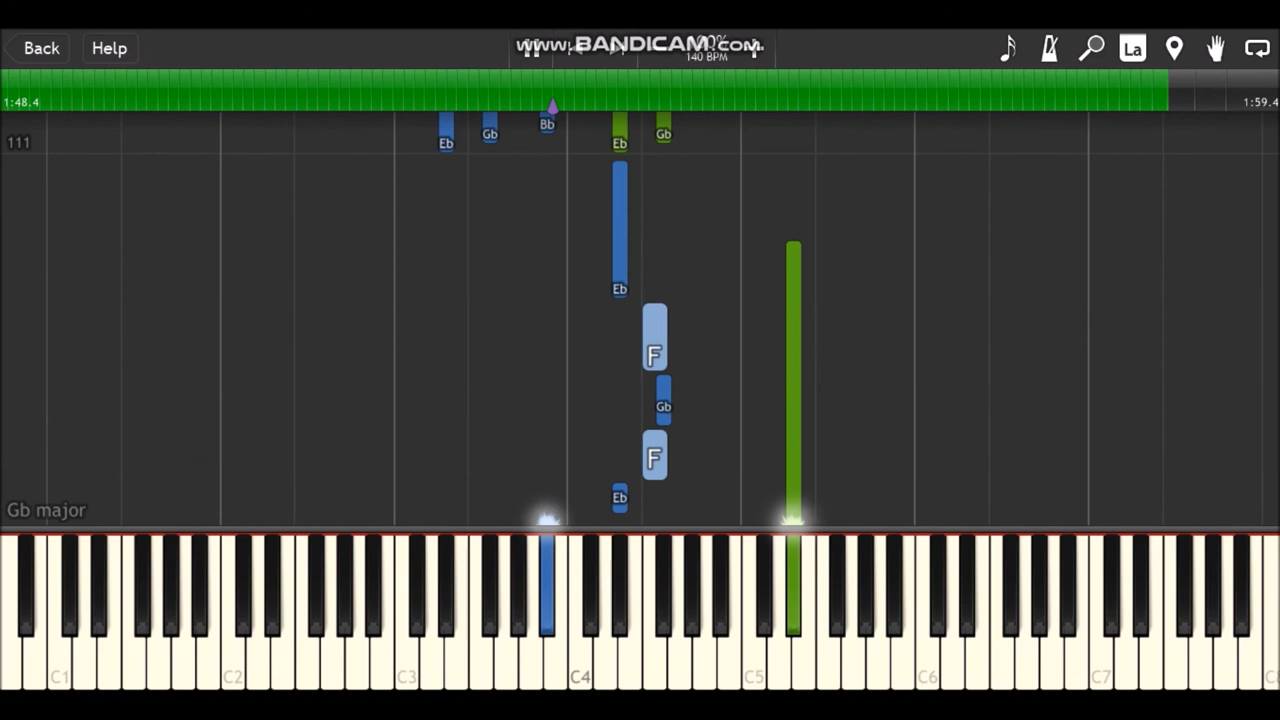 Back Help www.BANDICAM.com La
140 BPM
1:48.4 1:59.4
Bb
Gb Gb
111 Eb Eb
Eb
F
Gb
F
Eb
Gb major
C1 C2 C3 C4 C5 C6 C7